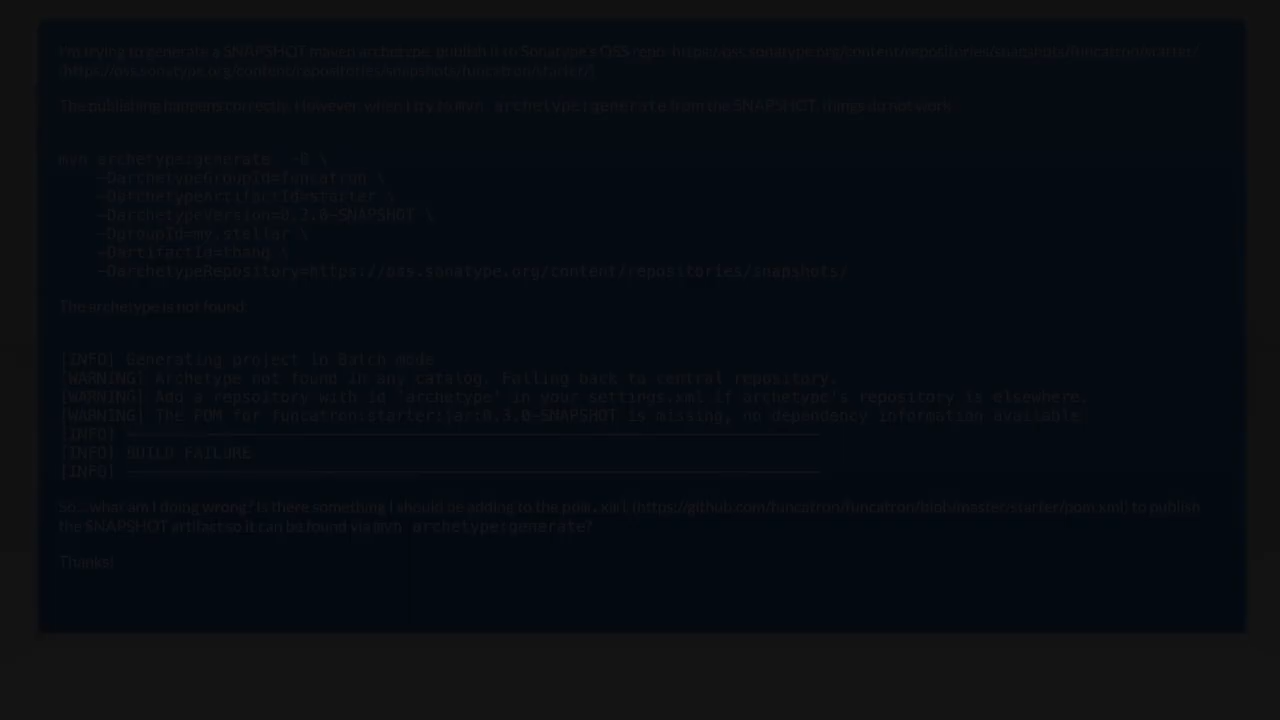 I'm trying to generate a SNAPSHOT maven archetype, publish it to Sonatype's OSS repo: https://oss.sonatype.org/content/repositories/snapshots/funcatron/starter/
(https://oss.sonatype.org/content/repositories/snapshots/funcatron/starter/)
The publishing happens correctly. However, when I try to mvn archetype:generate from the SNAPSHOT, things do not work
mvn archetype:generate -B \
-DarchetypeGroupId=funcatron \
-DarchetypeArtifactId=starter \
-DarchetypeVersion=0.3.0-SNAPSHOT \
-DgroupId=my.stellar \
-DartifactId=thang \
-DarchetypeRepository=https://oss.sonatype.org/content/repositories/snapshots/
The archetype is not found:
[INFO] Generating project in Batch mode
[WARNING] Archetype not found in any catalog. Falling back to central repository.
[WARNING] Add a repsoitory with id 'archetype' in your settings.xml if archetype's repository is elsewhere.
[WARNING] The POM for funcatron:starter:jar:0.3.0-SNAPSHOT is missing, no dependency information available
[INFO] ------------------------------------------------------------------------
[INFO] BUILD FAILURE
[INFO] ------------------------------------------------------------------------
So... what am I doing wrong? Is there something I should be adding to the pom.xml (https://github.com/funcatron/funcatron/blob/master/starter/pom.xml) to publish
the SNAPSHOT artifact so it can be found via mvn archetype:generate?
Thanks!